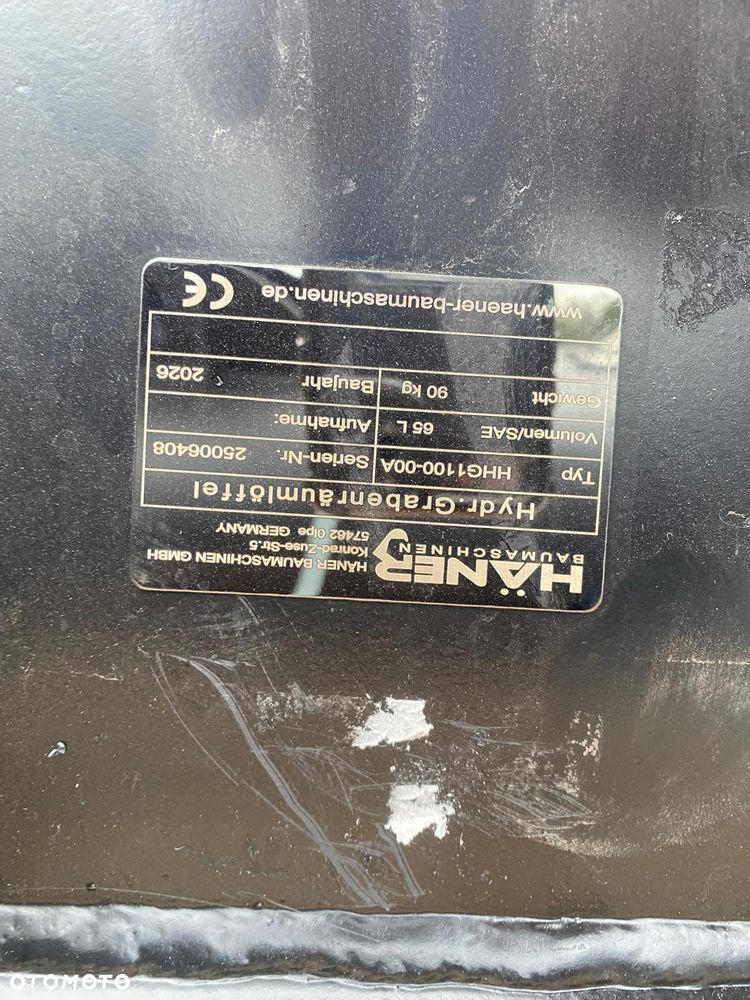 HÄNER
BAUMASCHINEN
HÄNER BAUMASCHINEN GMBH
Konrad-Zuse-Str.5
57462 Olpe GERMANY
Hydr.Grabenräumlöffel
Typ HHG1100-00A Serien-Nr. 25006408
Volumen/SAE 65 L Aufnahme:
Gewicht 90 kg Baujahr 2026
www.haener-baumaschinen.de CE
OTOMOTO